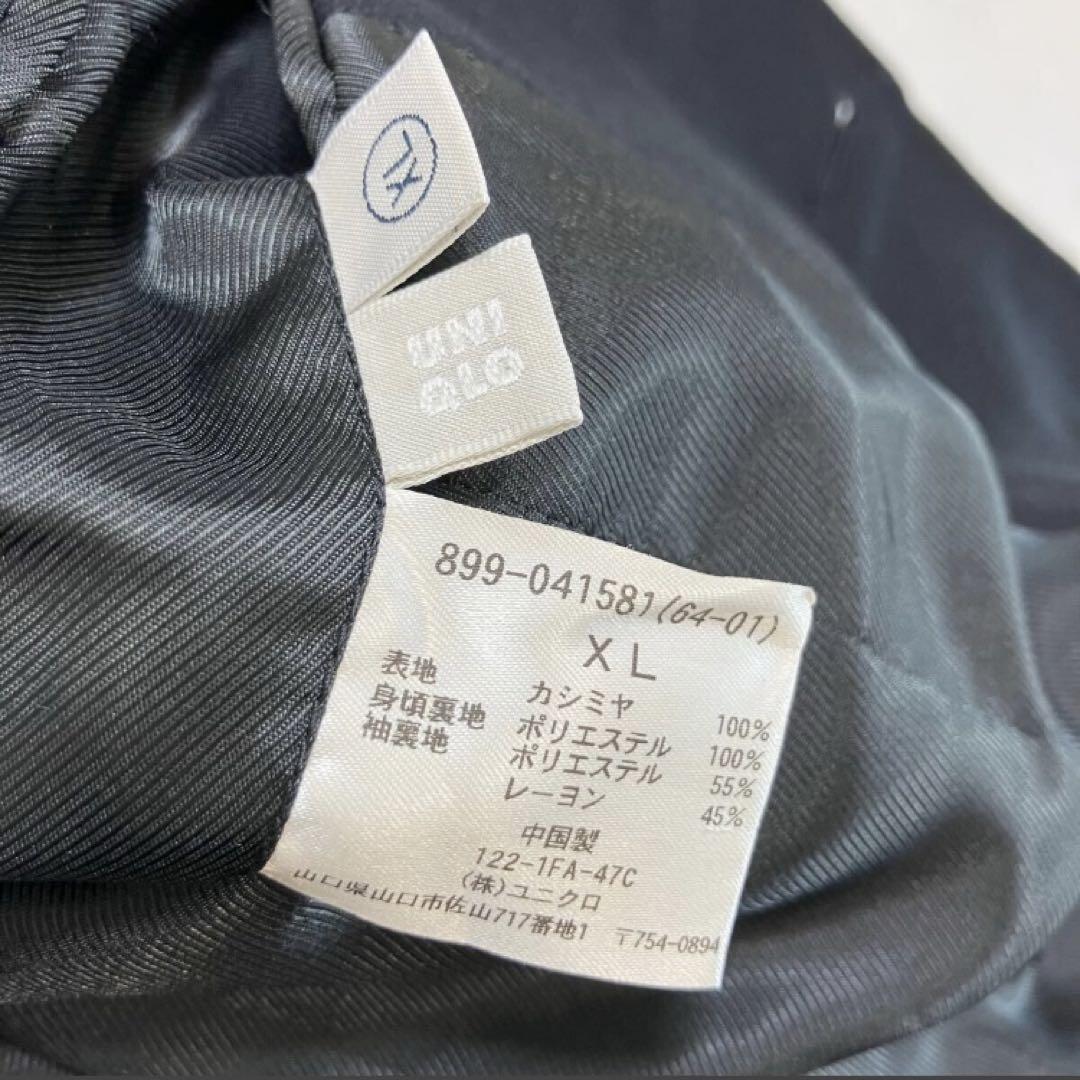 XL
UNI
QLO
899-041581(64-01)
XL
表地 カシミヤ 100%
身頃裏地 ポリエステル 100%
袖裏地 ポリエステル 55%
レーヨン 45%
中国製
122-1FA-47C
(株)ユニクロ
山口県山口市佐山717番地1 〒754-0894